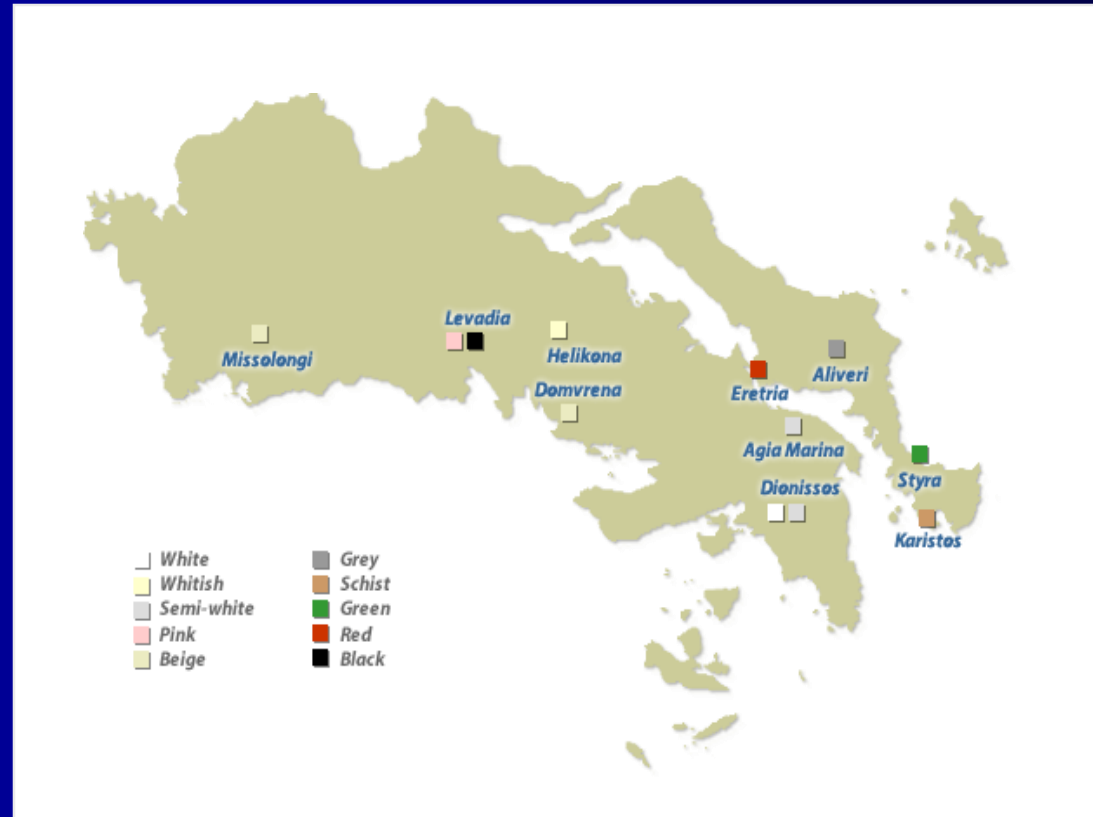 Levadia
Missolongi
Helikona
Domvrena
Eretria
Aliveri
Agia Marina
Dionissos
Styra
Karistos
White
Whitish
Semi-white
Pink
Beige
Grey
Schist
Green
Red
Black